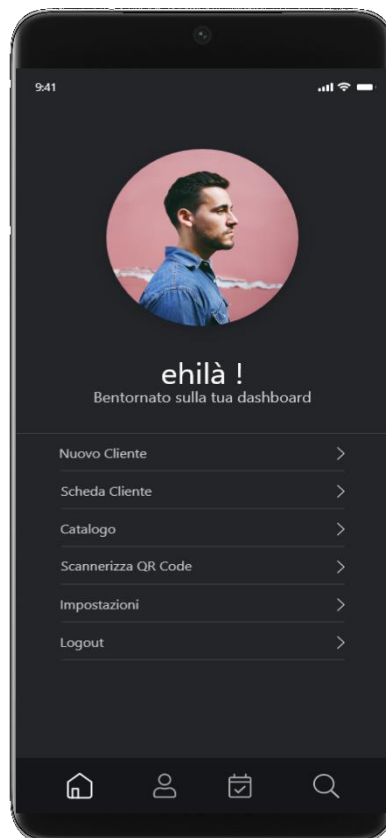 9:41
ehilà !
Bentornato sulla tua dashboard
Nuovo Cliente
Scheda Cliente
Catalogo
Scannerizza QR Code
Impostazioni
Logout